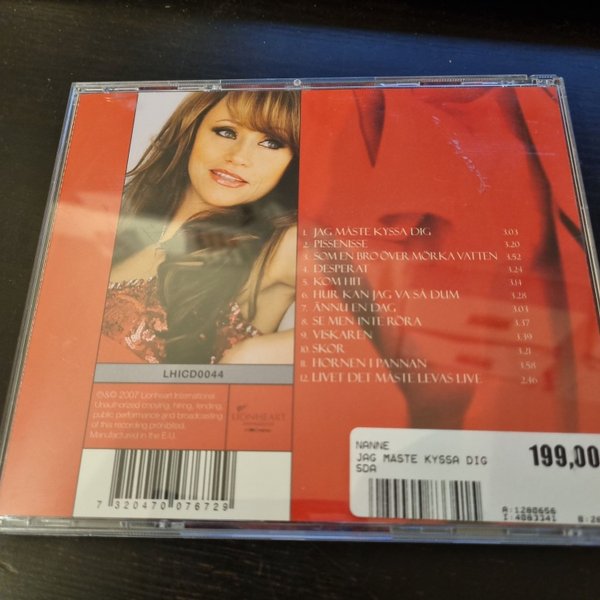 1. JAG MÅSTE KYSSA DIG 3.03
2. PISSENISSE 3.20
3. SOM EN BRO ÖVER MÖRKA VATTEN 3.52
4. DESPERAT 3.24
5. KOM HIT 3.14
6. HUR KAN JAG VA SÅ DUM 3.28
7. ÄNNU EN DAG 3.03
8. SE MEN INTE RÖRA 3.37
9. VISKAREN 3.39
10. SKOR 3.21
11. HORNEN I PANNAN 3.58
12. LIVET DET MÅSTE LEVAS LIVE 2.46
LHICD0044
℗&© 2007 Lionheart International.
Unauthorized copying, hiring, lending,
public performance and broadcasting
of this recording prohibited.
Manufactured in the E.U.
LIONHEART
7 320470 076729
NANNE
JAG MÅSTE KYSSA DIG
SDA
199,00
A:1280656
I:4083341